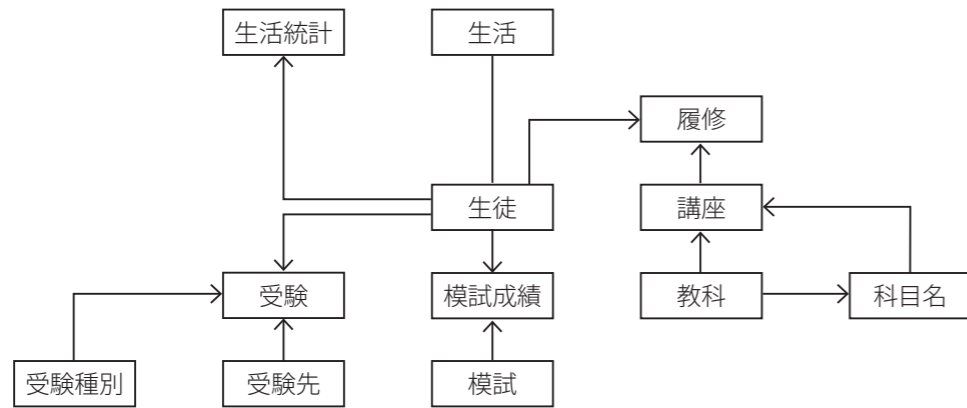 生活統計
生活
履修
生徒
講座
受験
模試成績
教科
科目名
受験種別
受験先
模試